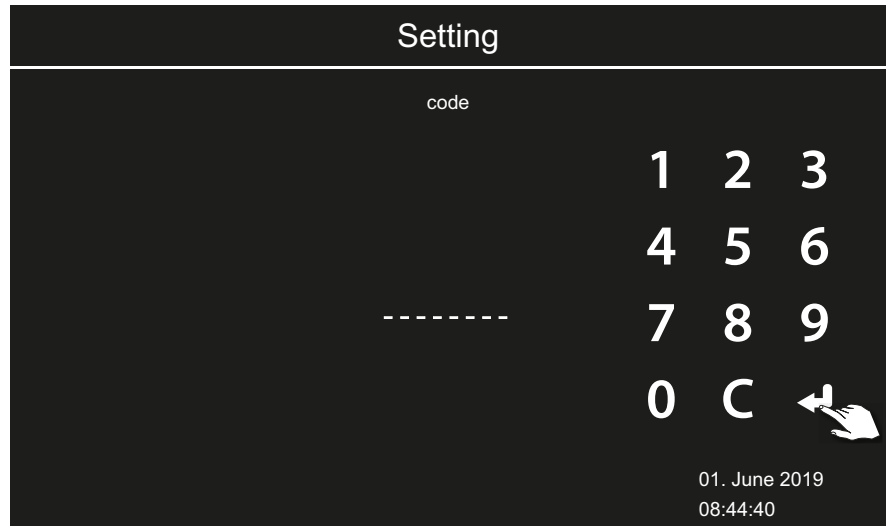 Setting
code
1 2 3
4 5 6
--------
7 8 9
0 C
01. June 2019
08:44:40